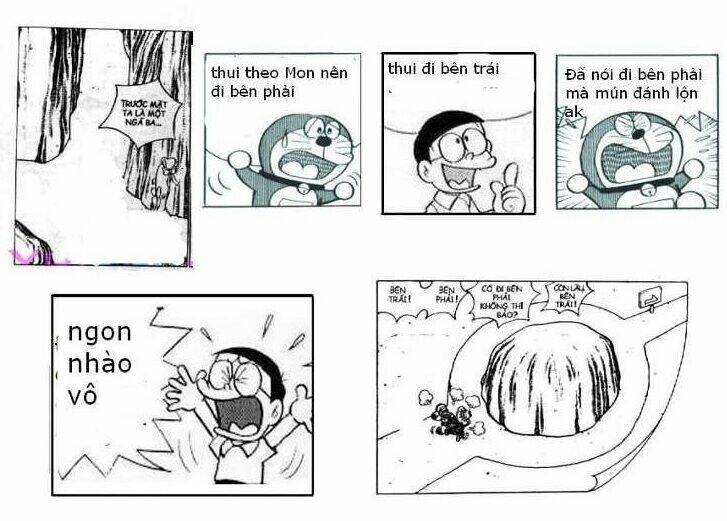 TRƯỚC MẶT
TA LÀ MỘT
NGÃ BA...
thui theo Mon nên
đi bên phải
thui đi bên trái
Đã nói đi bên phải
mà mún đánh lộn
ak
ngon
nhào
vô
BÊN
TRÁI!
BÊN
PHẢI!
CÓ ĐI BÊN
PHẢI
KHÔNG THÌ
BẢO?
CÒN LÂU
BÊN
TRÁI!